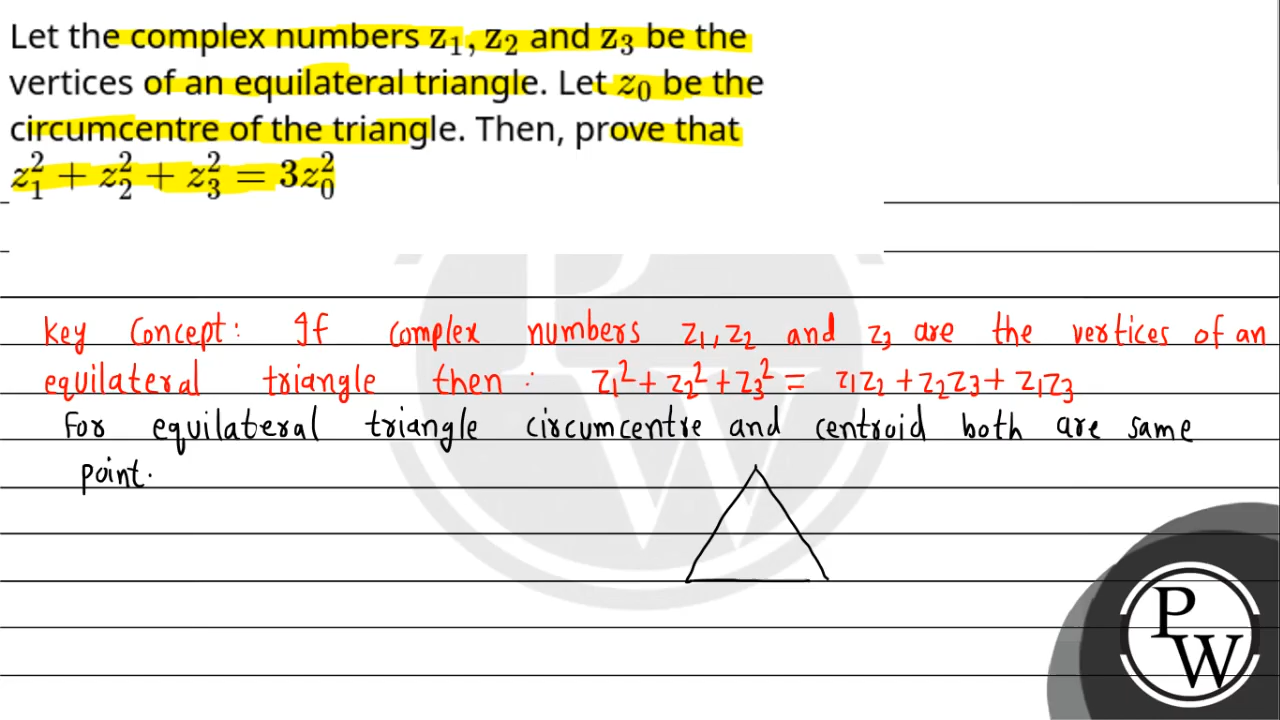 Let the complex numbers z₁, z₂ and z₃ be the
vertices of an equilateral triangle. Let z₀ be the
circumcentre of the triangle. Then, prove that
z₁² + z₂² + z₃² = 3z₀²
Key Concept: If complex numbers z₁, z₂ and z₃ are the vertices of an
equilateral triangle then : z₁² + z₂² + z₃² = z₁z₂ + z₂z₃ + z₁z₃
For equilateral triangle circumcentre and centroid both are same
point.
P
W
P
W